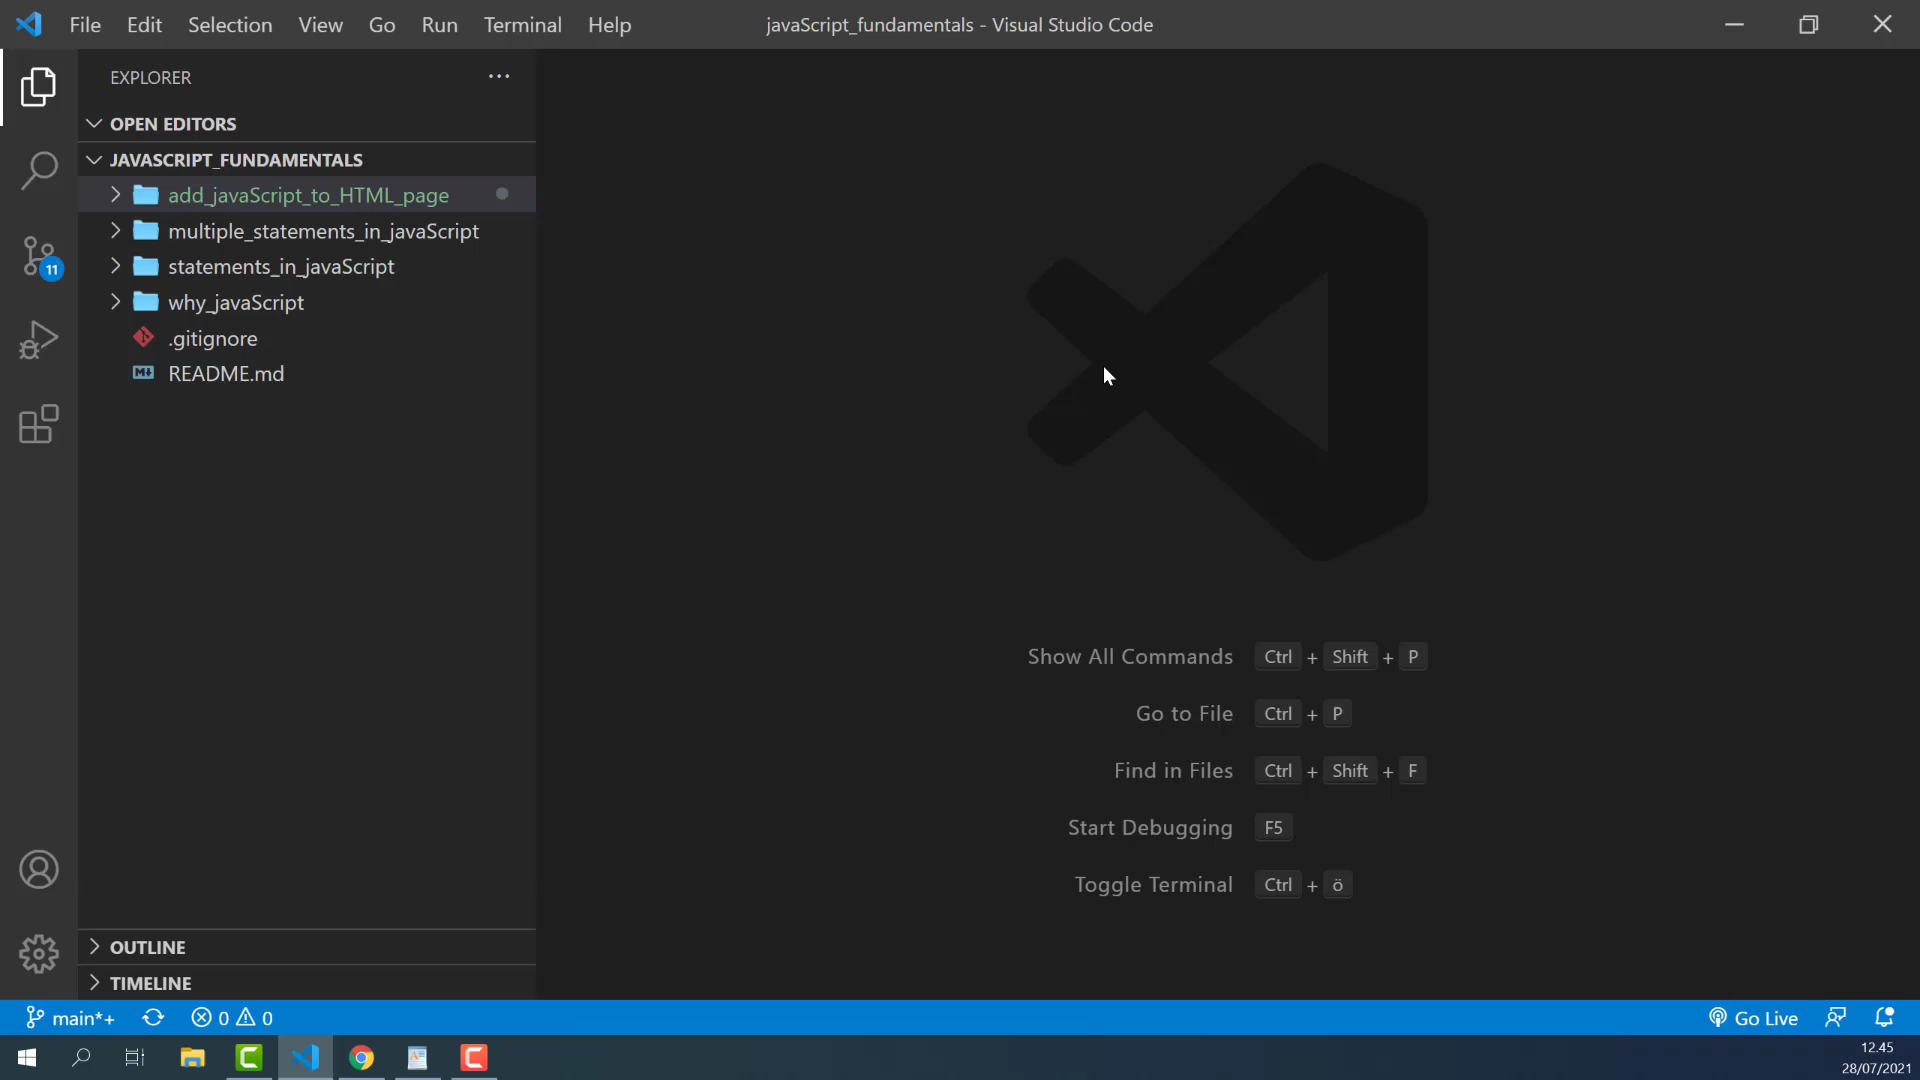 File Edit Selection View Go Run Terminal Help javaScript_fundamentals - Visual Studio Code
EXPLORER
OPEN EDITORS
JAVASCRIPT_FUNDAMENTALS
add_javaScript_to_HTML_page
multiple_statements_in_javaScript
statements_in_javaScript
11
why_javaScript
.gitignore
README.md
Show All Commands Ctrl + Shift + P
Go to File Ctrl + P
Find in Files Ctrl + Shift + F
Start Debugging F5
Toggle Terminal Ctrl + ö
OUTLINE
TIMELINE
main*+ 0 0 Go Live
12.45
28/07/2021